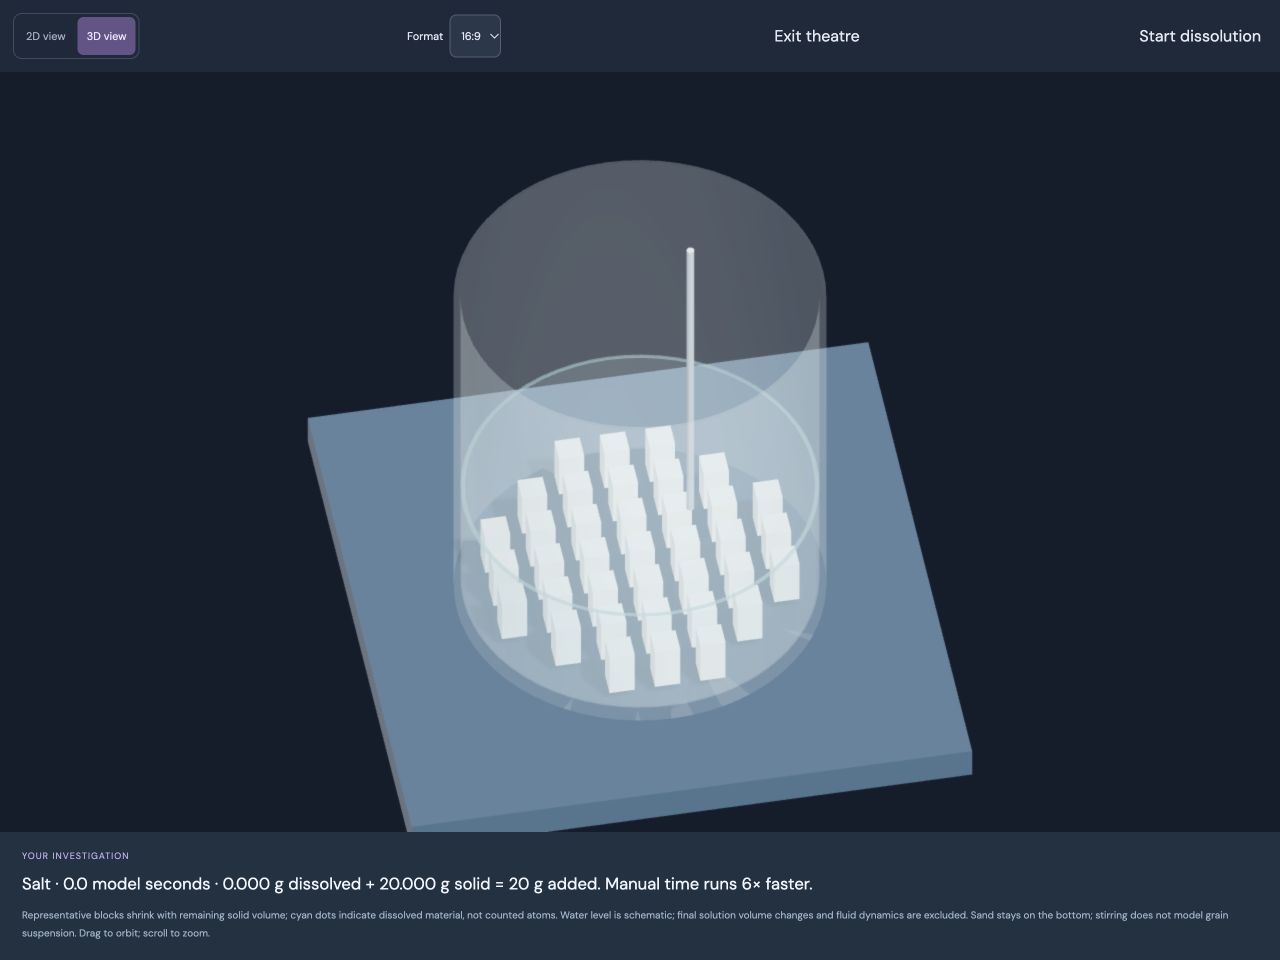 2D view
3D view
Format
16:9
Exit theatre
Start dissolution
YOUR INVESTIGATION
Salt · 0.0 model seconds · 0.000 g dissolved + 20.000 g solid = 20 g added. Manual time runs 6× faster.
Representative blocks shrink with remaining solid volume; cyan dots indicate dissolved material, not counted atoms. Water level is schematic; final solution volume changes and fluid dynamics are excluded. Sand stays on the bottom; stirring does not model grain
suspension. Drag to orbit; scroll to zoom.